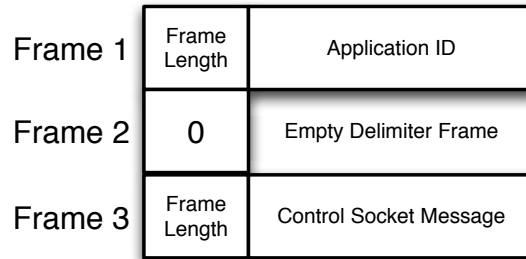 Frame 1
Frame
Length
Application ID
Frame 2
0
Empty Delimiter Frame
Frame 3
Frame
Length
Control Socket Message